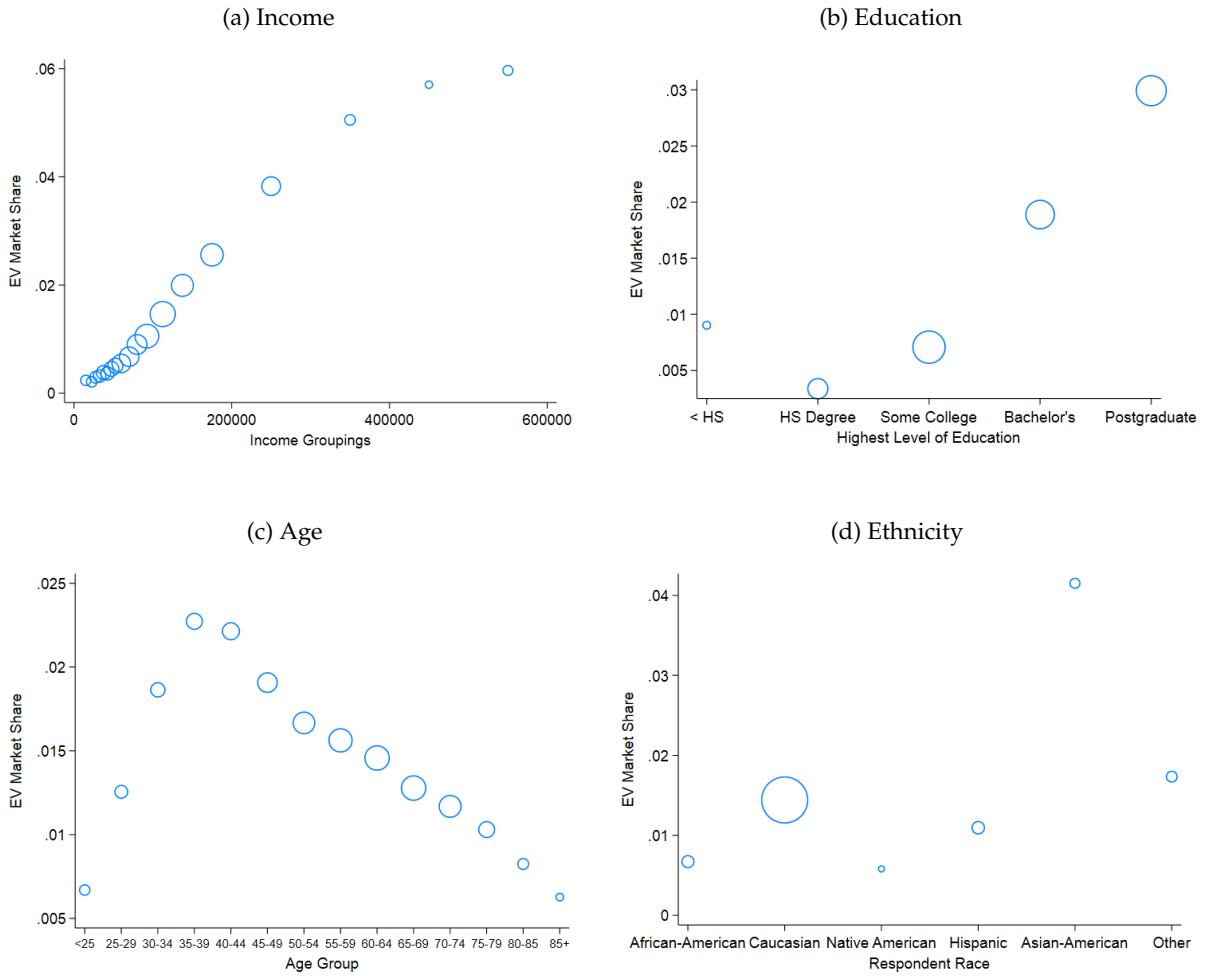 (a) Income
.06
.04
.02
0
EV Market Share
0 200000 400000 600000
Income Groupings
(b) Education
.03
.025
.02
.015
.01
.005
EV Market Share
< HS HS Degree Some College Bachelor's Postgraduate
Highest Level of Education
(c) Age
.025
.02
.015
.01
.005
EV Market Share
<25 25-29 30-34 35-39 40-44 45-49 50-54 55-59 60-64 65-69 70-74 75-79 80-85 85+
Age Group
(d) Ethnicity
.04
.03
.02
.01
0
EV Market Share
African-American Caucasian Native American Hispanic Asian-American Other
Respondent Race